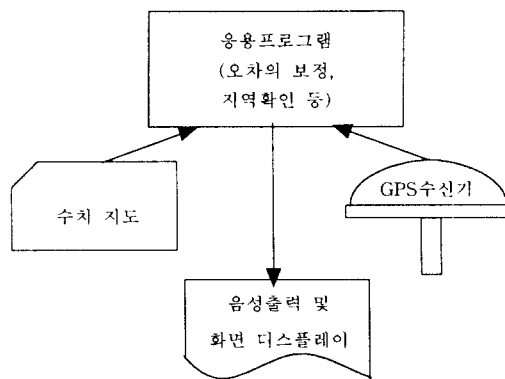 응용프로그램
(오차의 보정,
지역확인 등)
수치 지도
GPS수신기
음성출력 및
화면 디스플레이